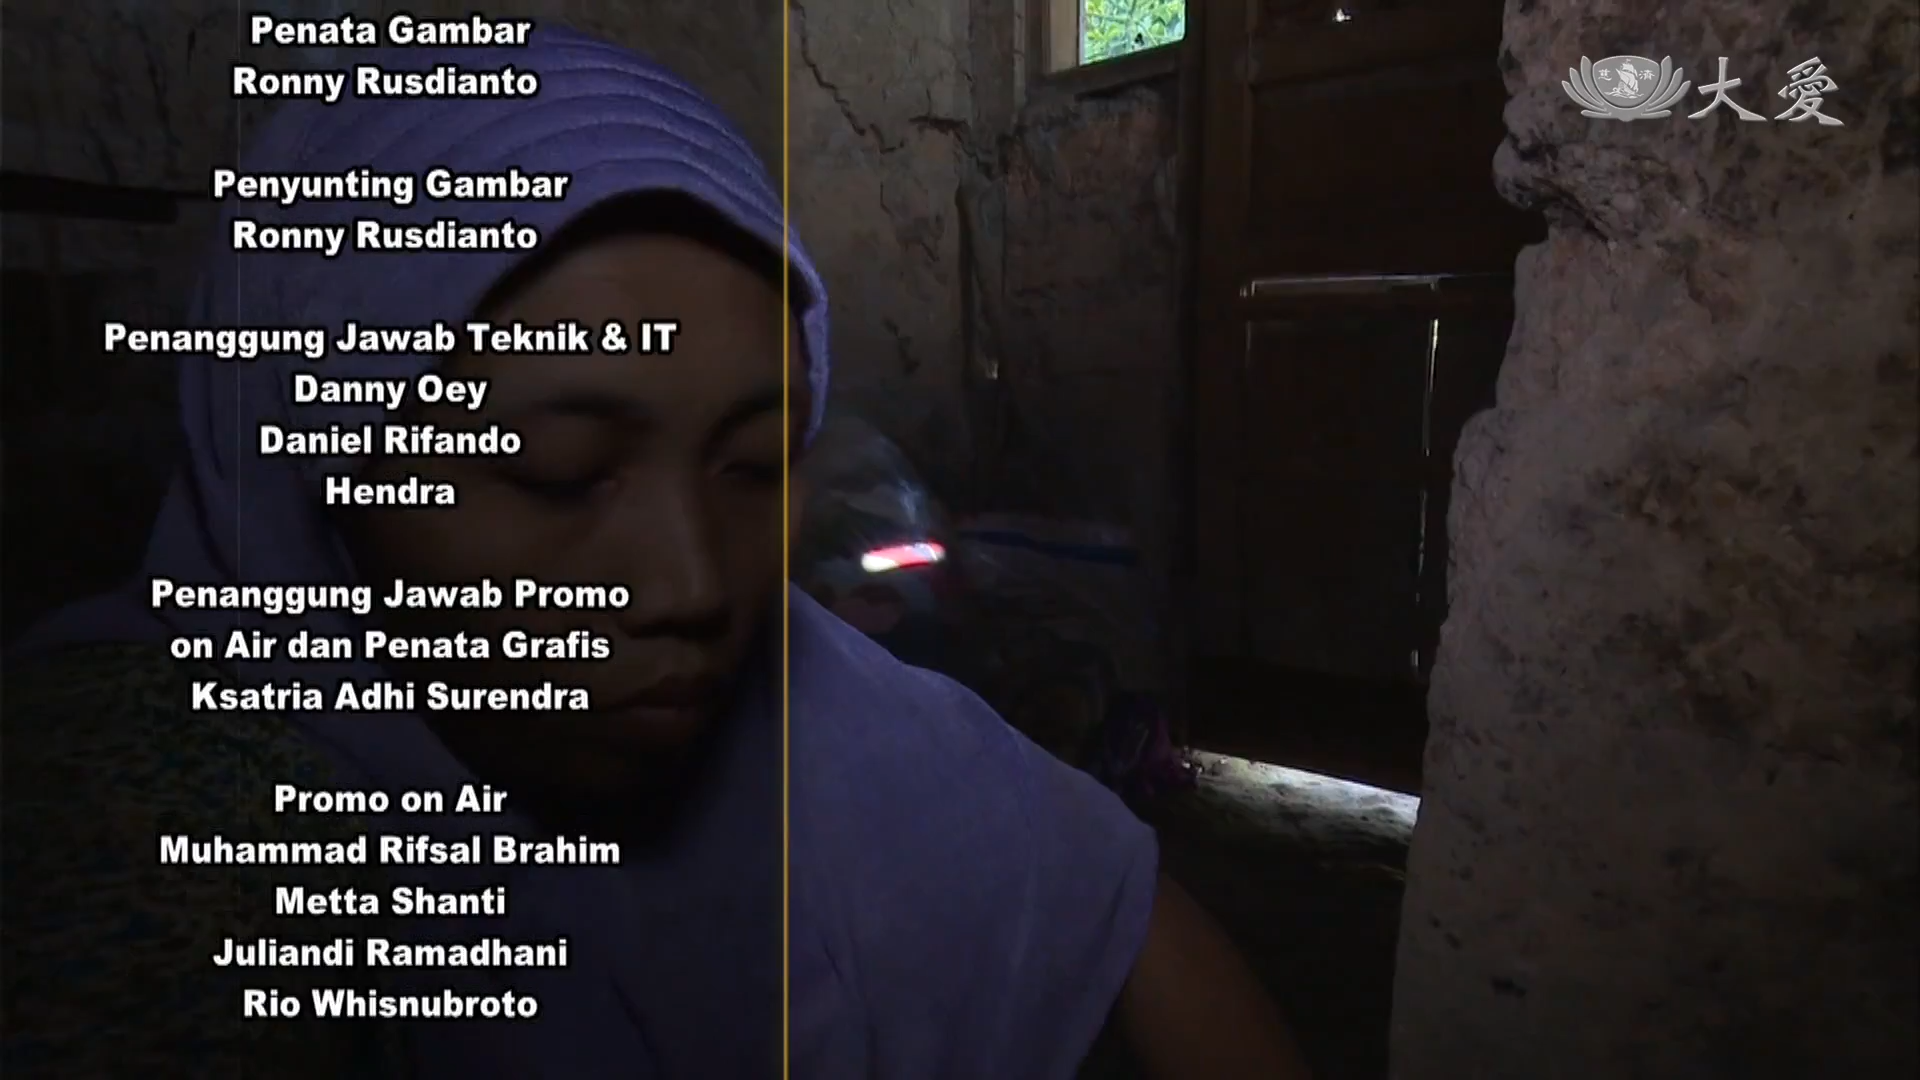 Penata Gambar
Ronny Rusdianto
Penyunting Gambar
Ronny Rusdianto
Penanggung Jawab Teknik & IT
Danny Oey
Daniel Rifando
Hendra
Penanggung Jawab Promo
on Air dan Penata Grafis
Ksatria Adhi Surendra
Promo on Air
Muhammad Rifsal Brahim
Metta Shanti
Juliandi Ramadhani
Rio Whisnubroto
慈濟
大愛